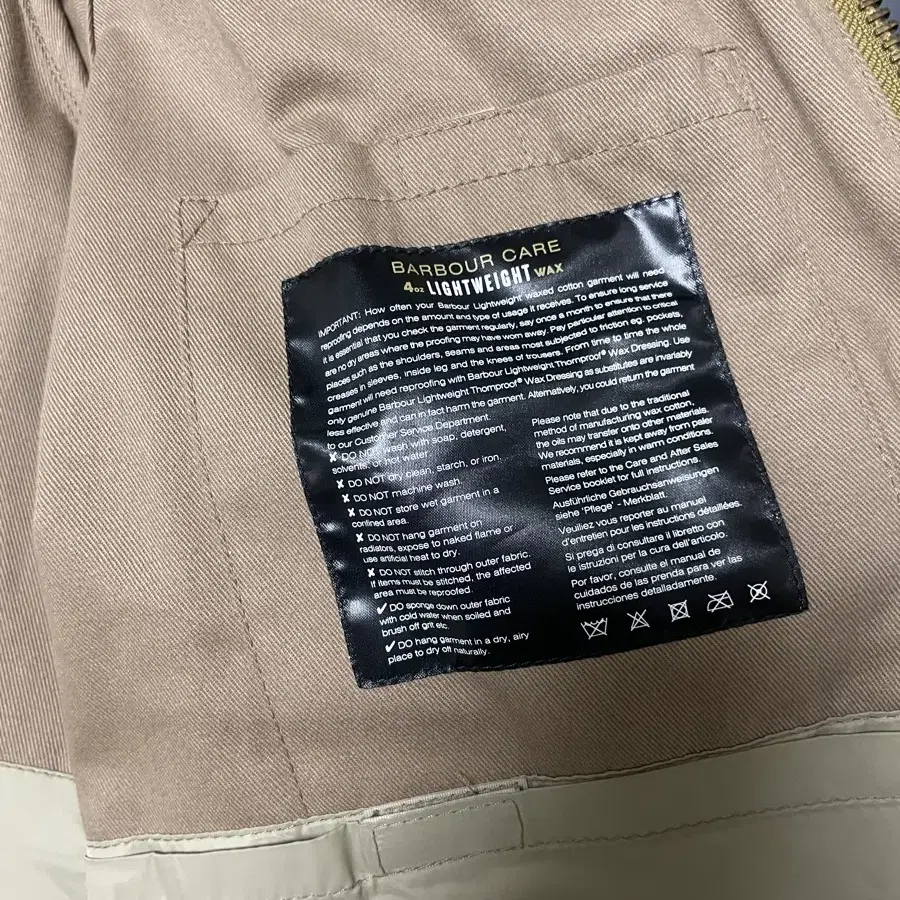 BARBOUR CARE
4oz LIGHTWEIGHT WAX
IMPORTANT: How often your Barbour Lightweight waxed cotton garment will need
reproofing depends on the amount and type of usage it receives. To ensure long service
it is essential that you check the garment regularly, say once a month to ensure that there
are no dry areas where the proofing may have worn away. Pay particular attention to critical
places such as the shoulders, seams and areas most subjected to friction eg. pockets,
creases in sleeves, inside leg and the knees of trousers. From time to time the whole
garment will need reproofing with Barbour Lightweight Thornproof® Wax Dressing. Use
only genuine Barbour Lightweight Thornproof® Wax Dressing as substitutes are invariably
less effective and can in fact harm the garment. Alternatively, you could return the garment
to our Customer Service Department.
✘ DO NOT wash with soap, detergent,
solvents, or hot water.
✘ DO NOT dry clean, starch, or iron.
✘ DO NOT machine wash.
✘ DO NOT store wet garment in a
confined area.
✘ DO NOT hang garment on
radiators, expose to naked flame or
use artificial heat to dry.
✘ DO NOT stitch through outer fabric.
If items must be stitched, the affected
area must be reproofed.
✔ DO sponge down outer fabric
with cold water when soiled and
brush off grit etc.
✔ DO hang garment in a dry, airy
place to dry off naturally.
Please note that due to the traditional
method of manufacturing wax cotton,
the oils may transfer onto other materials.
We recommend it is kept away from paler
materials, especially in warm conditions.
Please refer to the Care and After Sales
Service booklet for full instructions.
Ausführliche Gebrauchsanweisungen
siehe 'Pflege' - Merkblatt.
Veuillez vous reporter au manuel
d'entretien pour les instructions détaillées.
Si prega di consultare il libretto con
le istruzioni per la cura dell'articolo.
Por favor, consulte el manual de
cuidados de las prenda para ver las
instrucciones detalladamente.